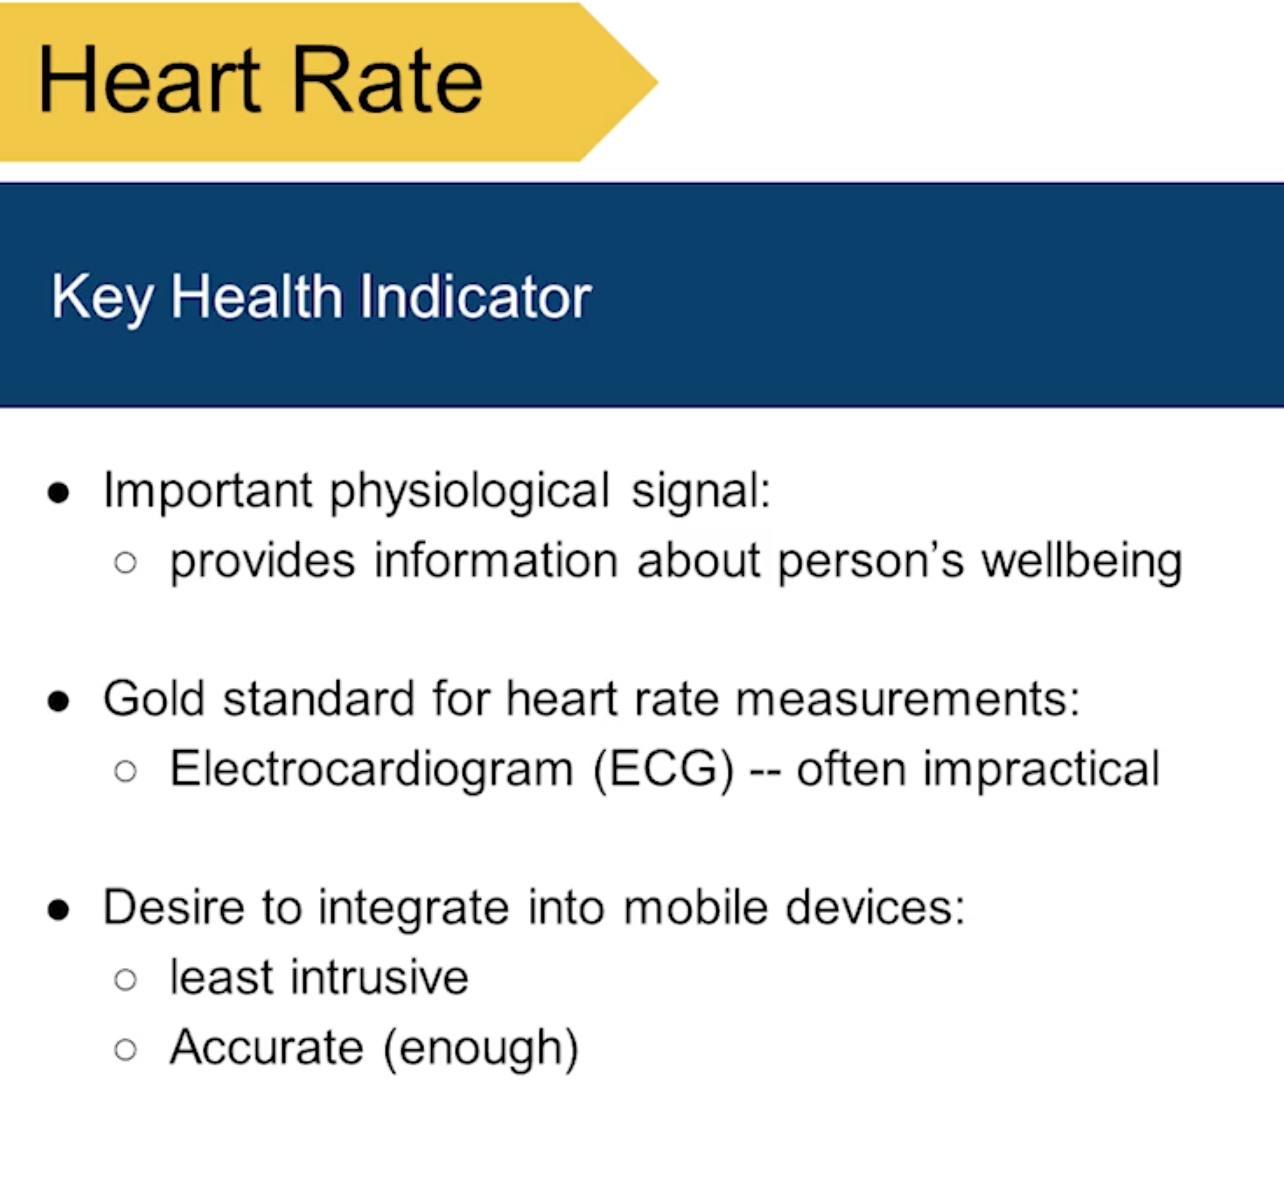 Heart Rate
Key Health Indicator
● Important physiological signal:
○ provides information about person’s wellbeing
● Gold standard for heart rate measurements:
○ Electrocardiogram (ECG) -- often impractical
● Desire to integrate into mobile devices:
○ least intrusive
○ Accurate (enough)